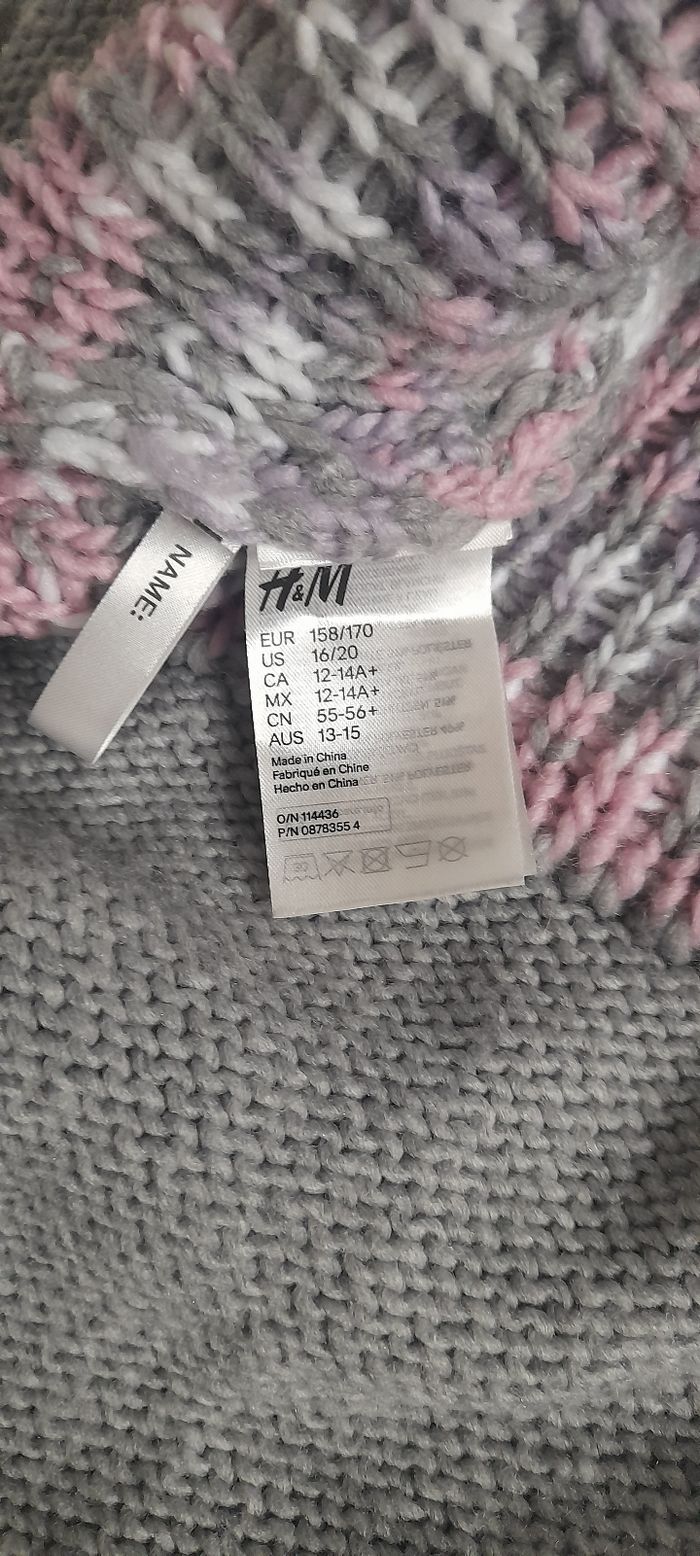 NAME:
H&M
EUR 158/170
US 16/20
CA 12-14A+
MX 12-14A+
CN 55-56+
AUS 13-15
Made in China
Fabriqué en Chine
Hecho en China
O/N 114436
P/N 0878355 4
30